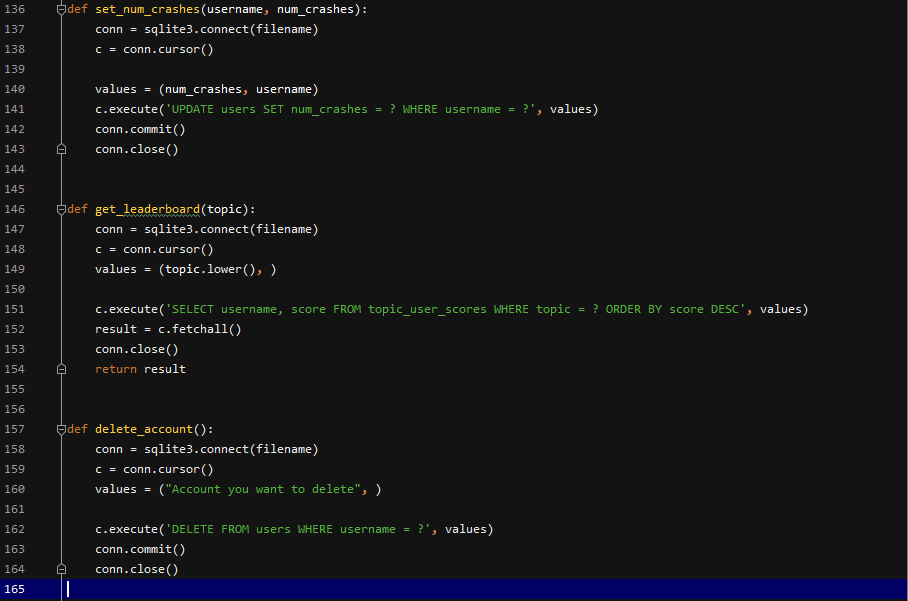 136 def set_num_crashes(username, num_crashes):
137     conn = sqlite3.connect(filename)
138     c = conn.cursor()
139
140     values = (num_crashes, username)
141     c.execute('UPDATE users SET num_crashes = ? WHERE username = ?', values)
142     conn.commit()
143     conn.close()
144
145
146 def get_leaderboard(topic):
147     conn = sqlite3.connect(filename)
148     c = conn.cursor()
149     values = (topic.lower(), )
150
151     c.execute('SELECT username, score FROM topic_user_scores WHERE topic = ? ORDER BY score DESC', values)
152     result = c.fetchall()
153     conn.close()
154     return result
155
156
157 def delete_account():
158     conn = sqlite3.connect(filename)
159     c = conn.cursor()
160     values = ("Account you want to delete", )
161
162     c.execute('DELETE FROM users WHERE username = ?', values)
163     conn.commit()
164     conn.close()
165